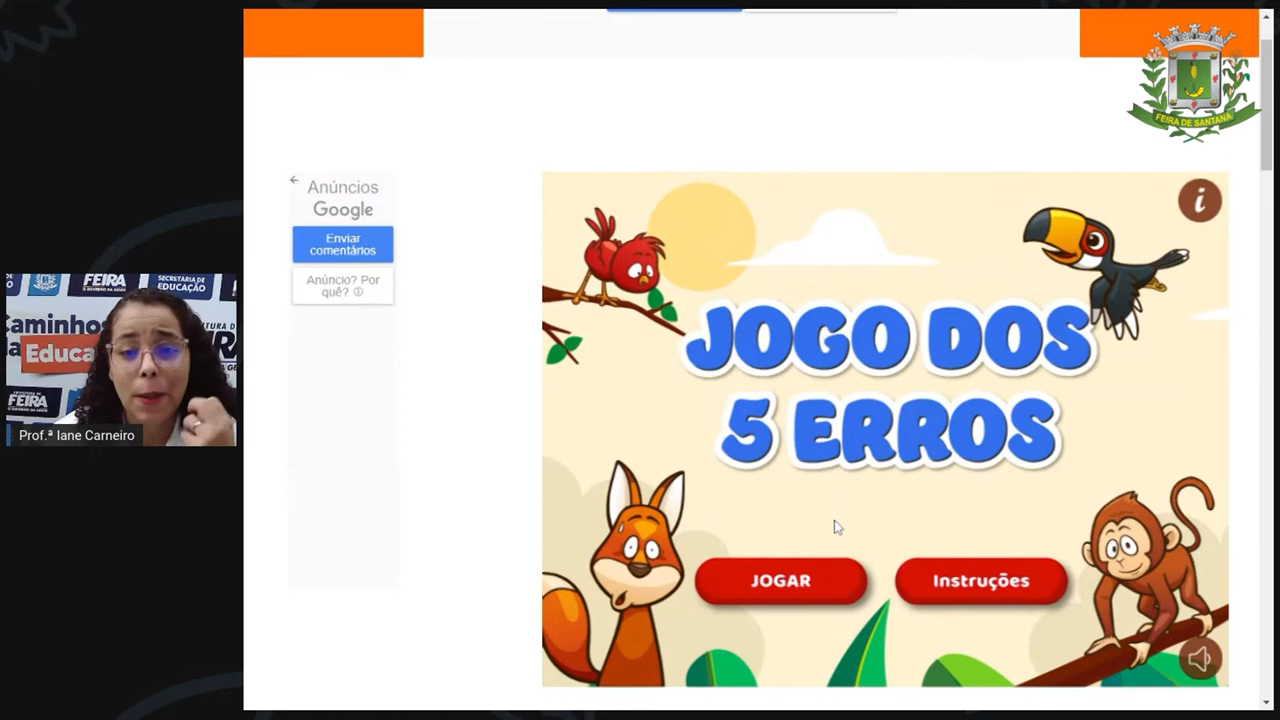 FEIRA DE SANTANA
Anúncios
Google
Enviar
comentários
Anúncio? Por
quê?
i
JOGO DOS
5 ERROS
JOGAR
Instruções
FEIRA
SECRETARIA DE
EDUCAÇÃO
Caminhos
Educa
FEIRA
Prof.ª Iane Carneiro